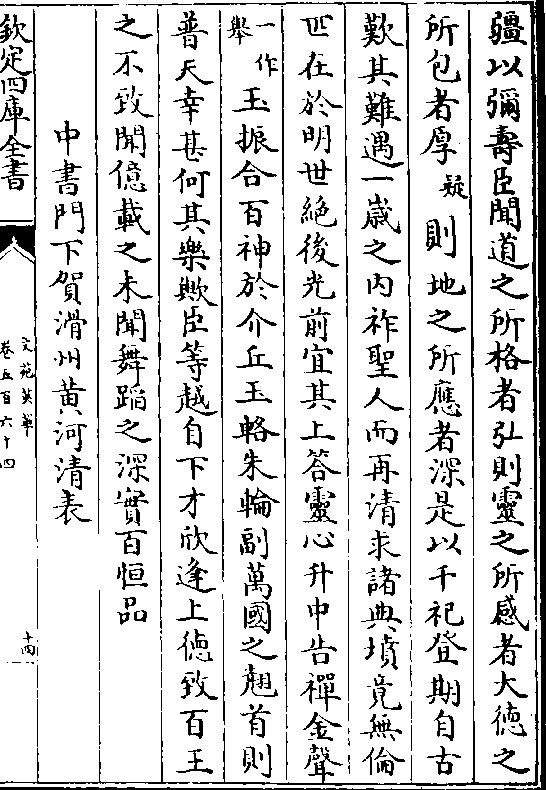 疆以彌壽臣聞道之所格者弘則靈之所感者大德之
所包者厚疑則地之所應者深是以千祀登期自古
歎其難遇一歳之内祚聖人而再清求諸典墳竟無倫
匹在於明世絶後光前宜其上答靈心升中告禪金聲
一作舉玉振合百神於介丘玉輅朱輪副萬國之翹首則
普天幸甚何其樂歟臣等越自下才欣逢上德致百王
之不致聞億載之未聞舞蹈之深實百恒品
中書門下賀滑州黄河清表
欽定四庫全書
文苑英華
卷五百六十四
十四